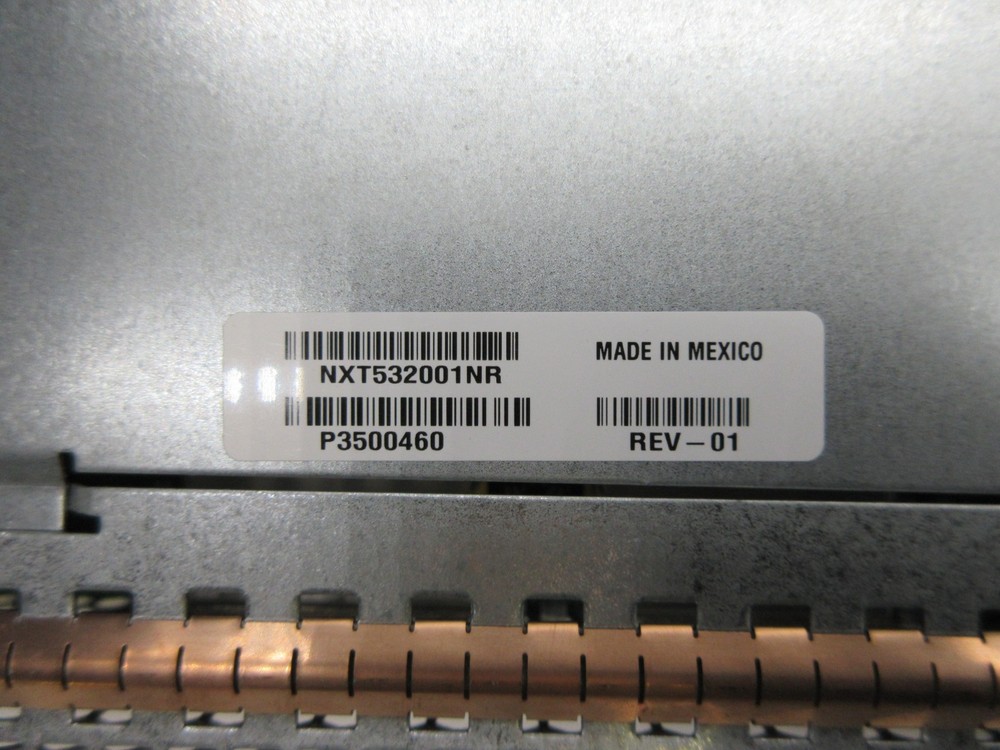 NXT532001NR
MADE IN MEXICO
P3500460
REV-01